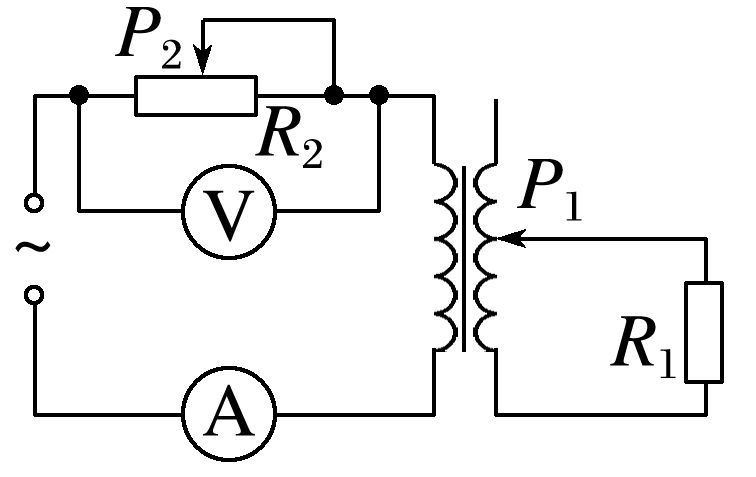 P₂
R₂
V
P₁
~
R₁
A